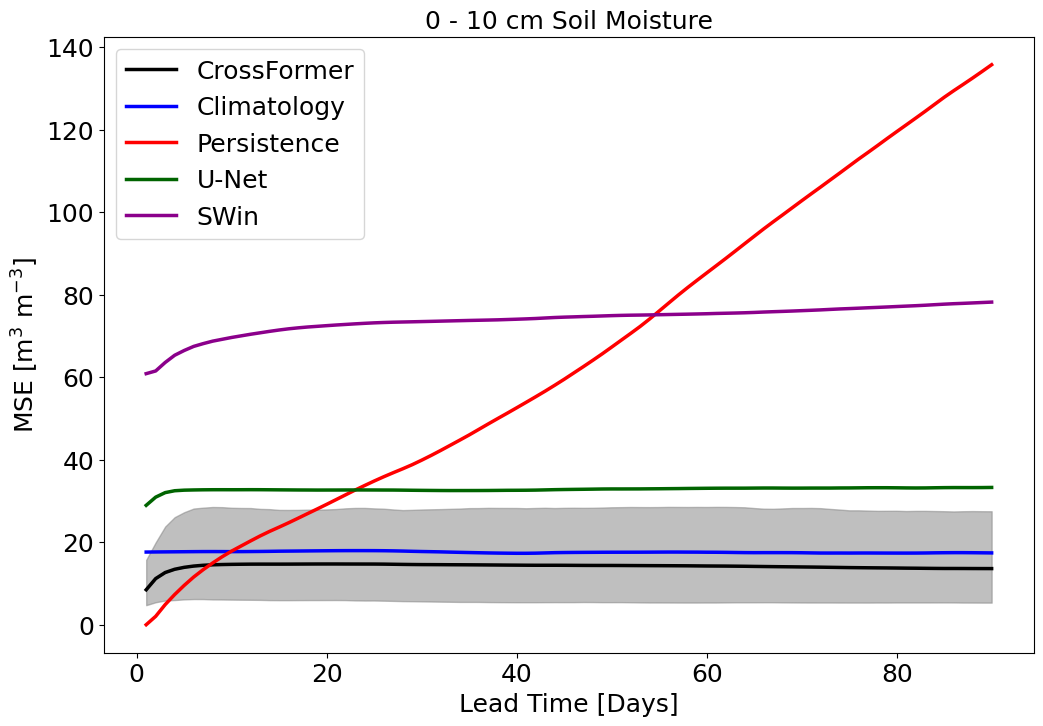 0 - 10 cm Soil Moisture
CrossFormer
Climatology
Persistence
U-Net
SWin
MSE [m³ m⁻³]
140
120
100
80
60
40
20
0
0 20 40 60 80
Lead Time [Days]